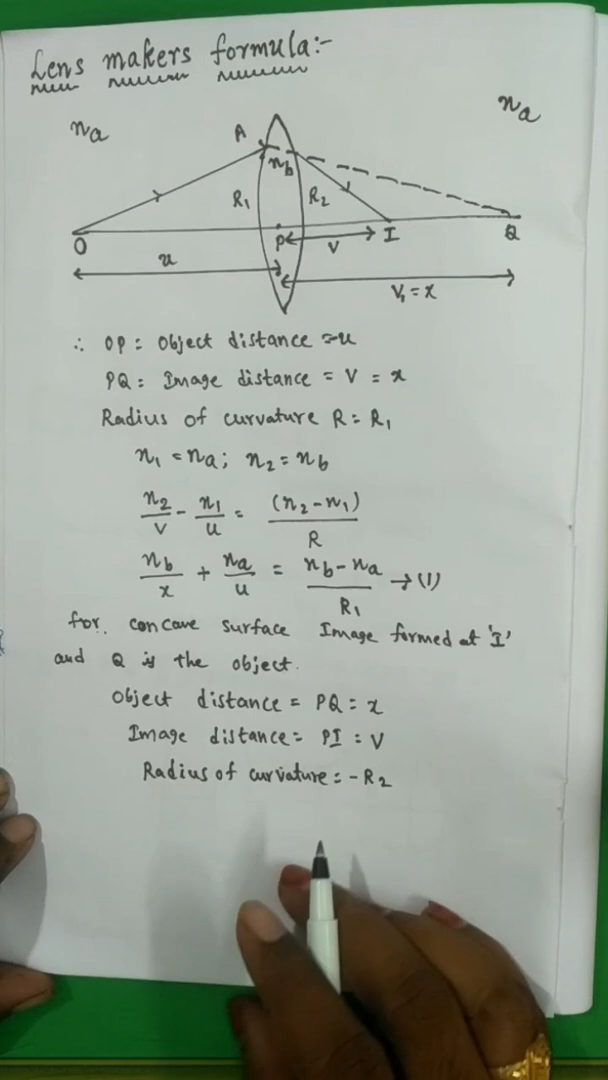 Lens makers formula:-
na
na
A
nb
R1
R2
O
P
I
Q
u
v
V1 = x
∴ OP = Object distance = -u
PQ = Image distance = V = x
Radius of curvature R = R1
n1 = na; n2 = nb
n2/v - n1/u = (n2-n1)/R
nb/x + na/u = nb-na/R1 → (1)
for. concave surface Image formed at 'I'
and Q is the object.
Object distance = PQ = x
Image distance = PI = V
Radius of curviature = -R2